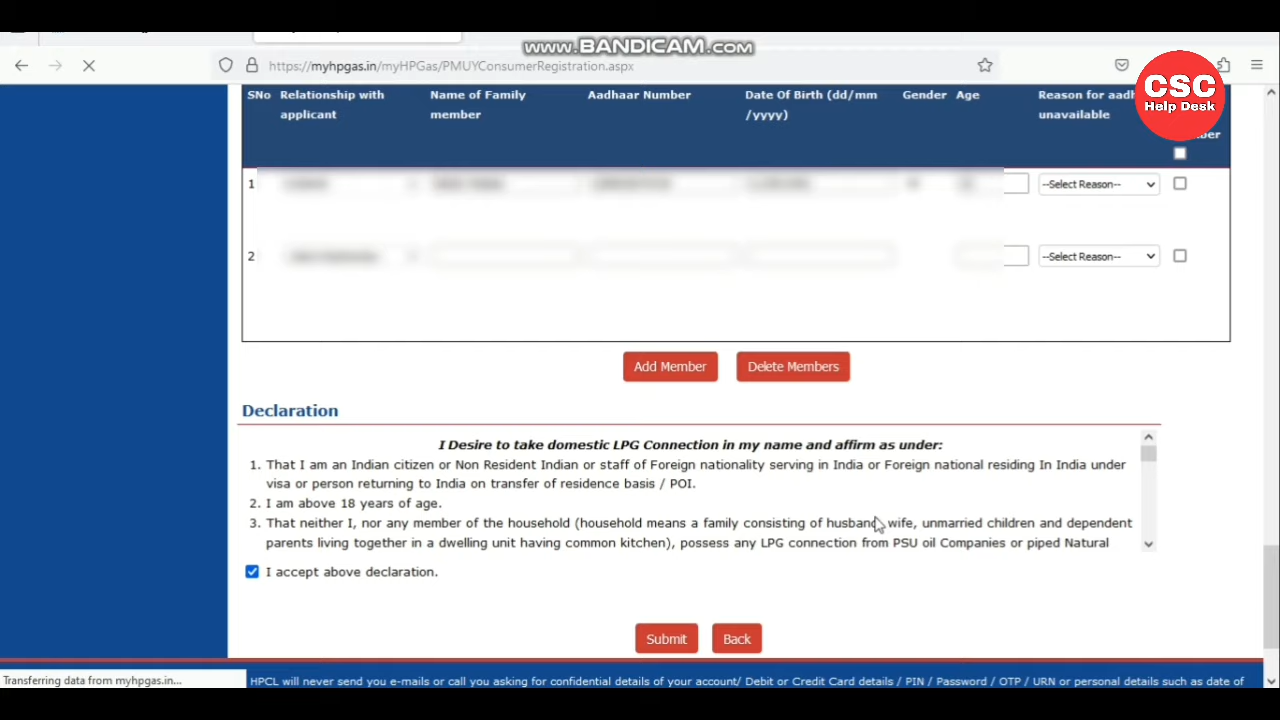 www.BANDICAM.com
https://myhpgas.in/myHPGas/PMUYConsumerRegistration.aspx
CSC
Help Desk
SNo Relationship with applicant Name of Family member Aadhaar Number Date Of Birth (dd/mm/yyyy) Gender Age Reason for aadh unavailable ber
1 --Select Reason--
2 --Select Reason--
Add Member Delete Members
Declaration
I Desire to take domestic LPG Connection in my name and affirm as under:
1. That I am an Indian citizen or Non Resident Indian or staff of Foreign nationality serving in India or Foreign national residing In India under
visa or person returning to India on transfer of residence basis / POI.
2. I am above 18 years of age.
3. That neither I, nor any member of the household (household means a family consisting of husband, wife, unmarried children and dependent
parents living together in a dwelling unit having common kitchen), possess any LPG connection from PSU oil Companies or piped Natural
I accept above declaration.
Submit Back
Transferring data from myhpgas.in...
HPCL will never send you e-mails or call you asking for confidential details of your account/ Debit or Credit Card details / PIN / Password / OTP / URN or personal details such as date of